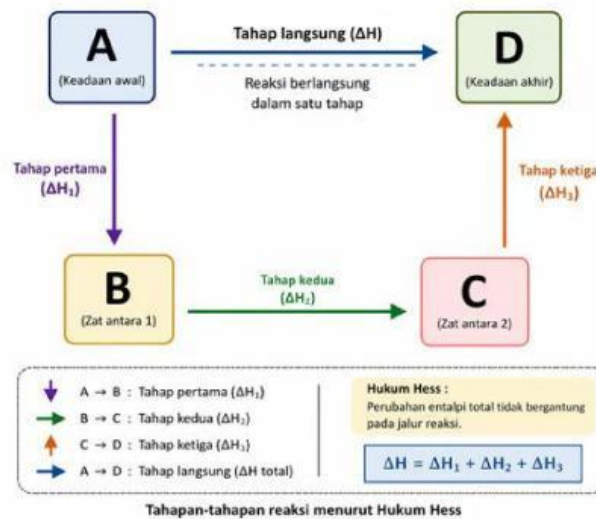 A
(Keadaan awal)
Tahap langsung (ΔH)
Reaksi berlangsung
dalam satu tahap
D
(Keadaan akhir)
Tahap pertama
(ΔH₁)
Tahap ketiga
(ΔH₃)
B
(Zat antara 1)
Tahap kedua
(ΔH₂)
C
(Zat antara 2)
A → B : Tahap pertama (ΔH₁)
B → C : Tahap kedua (ΔH₂)
C → D : Tahap ketiga (ΔH₃)
A → D : Tahap langsung (ΔH total)
Hukum Hess :
Perubahan entalpi total tidak bergantung
pada jalur reaksi.
ΔH = ΔH₁ + ΔH₂ + ΔH₃
Tahapan-tahapan reaksi menurut Hukum Hess